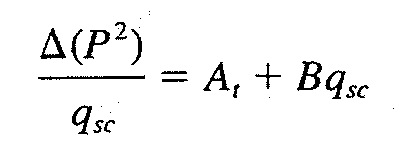 Δ(P²)/q_sc = A_t + Bq_sc